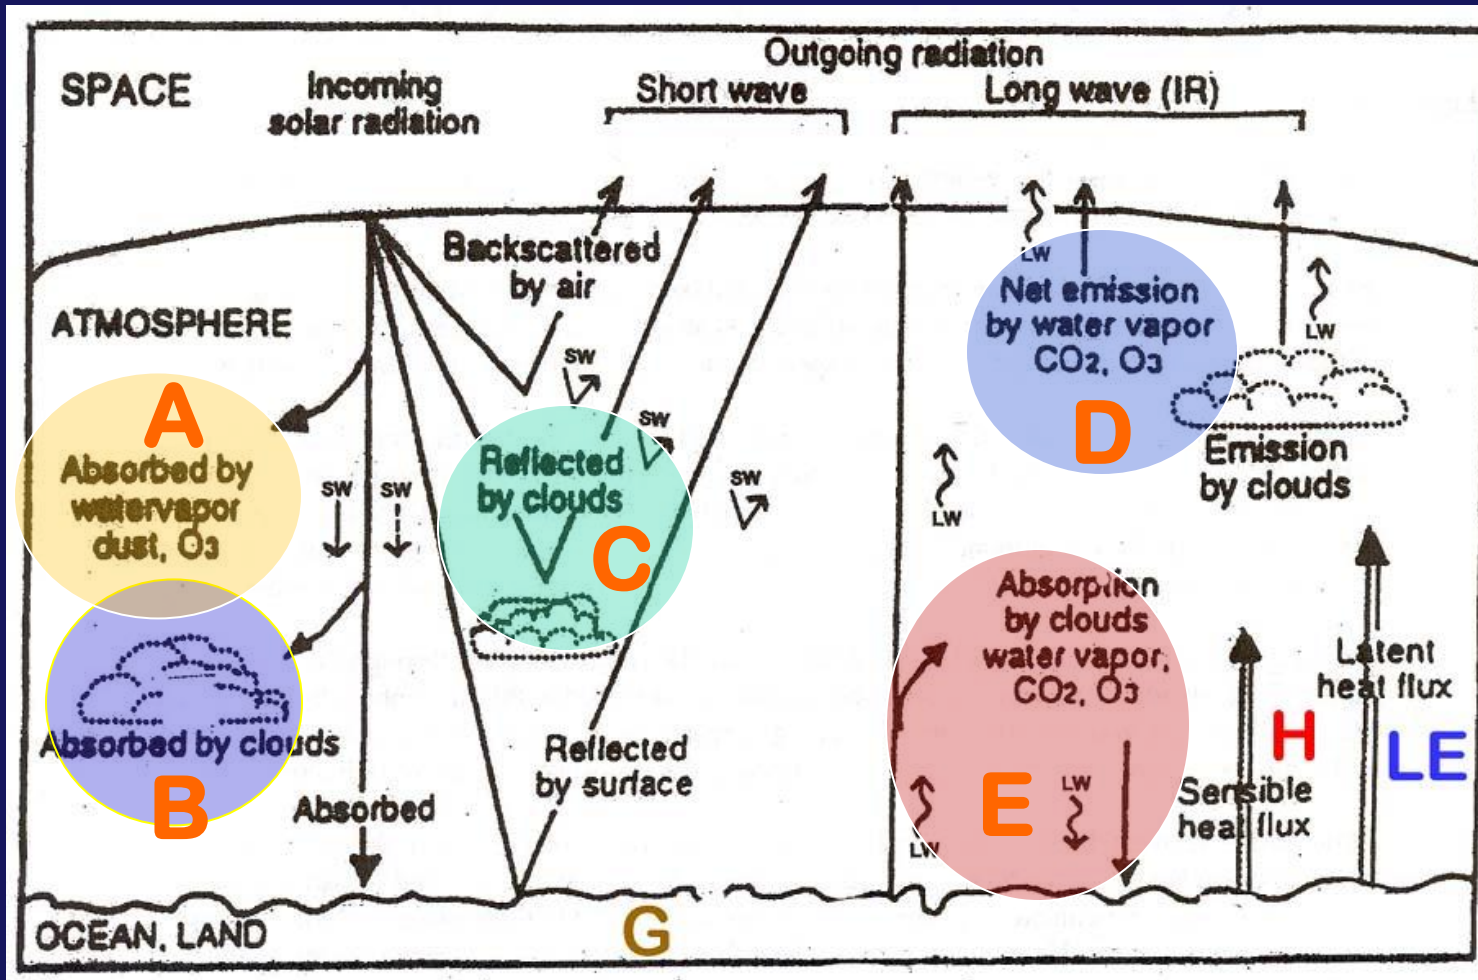 SPACE
Incoming
solar radiation
Outgoing radiation
Short wave
Long wave (IR)
Backscattered
by air
ATMOSPHERE
A
Absorbed by
watervapor
dust, O3
SW
SW
Absorbed by clouds
B
Absorbed
SW
SW
SW
Reflected
by clouds
C
Reflected
by surface
LW
Net emission
by water vapor
CO2, O3
D
LW
Emission
by clouds
LW
Absorption
by clouds
water vapor,
CO2, O3
E
LW
LW
Sensible
heat flux
H
Latent
heat flux
LE
OCEAN, LAND
G